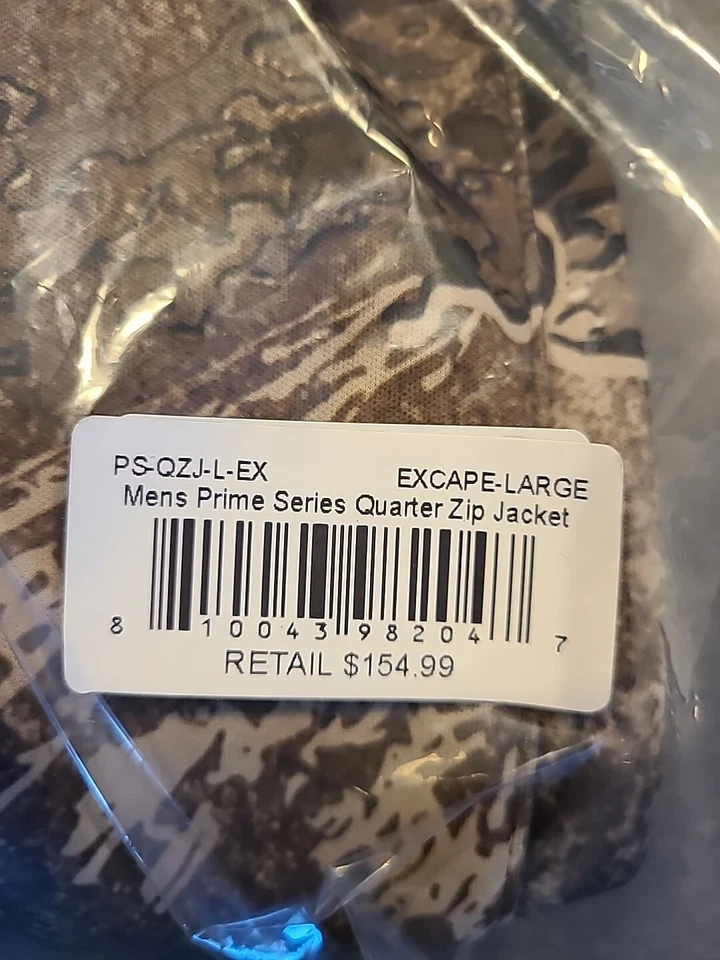 PS-QZJ-L-EX EXCAPE-LARGE
Mens Prime Series Quarter Zip Jacket
8 10043 98204 7
RETAIL $154.99